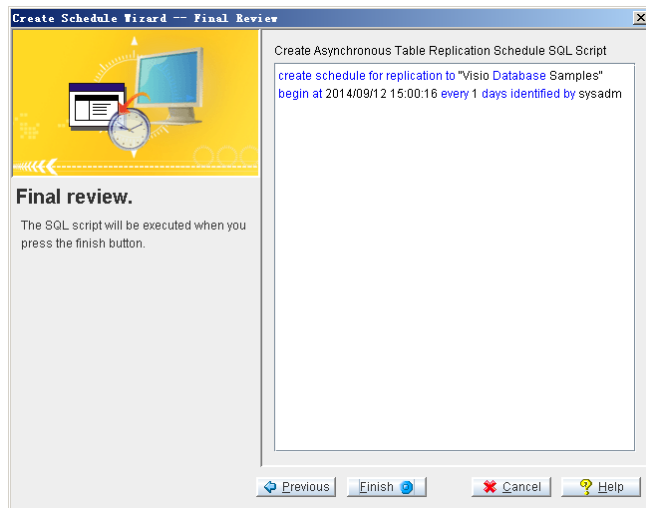 Create Schedule Wizard -- Final Review
Create Asynchronous Table Replication Schedule SQL Script
create schedule for replication to "Visio Database Samples"
begin at 2014/09/12 15:00:16 every 1 days identified by sysadm
Final review.
The SQL script will be executed when you
press the finish button.
Previous
Finish
Cancel
Help